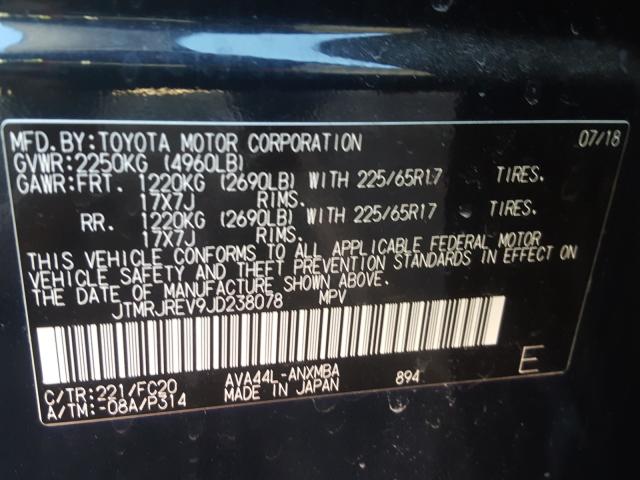 MFD.BY:TOYOTA MOTOR CORPORATION 07/18
GVWR:2250KG (4960LB)
GAWR:FRT. 1220KG (2690LB) WITH 225/65R17 TIRES.
17X7J RIMS.
RR. 1220KG (2690LB) WITH 225/65R17 TIRES.
17X7J RIMS.
THIS VEHICLE CONFORMS TO ALL APPLICABLE FEDERAL MOTOR
VEHICLE SAFETY AND THEFT PREVENTION STANDARDS IN EFFECT ON
THE DATE OF MANUFACTURE SHOWN ABOVE.
JTMRJREV9JD238078 MPV
C/TR:221/FC20 AVA44L-ANXMBA 894 E
A/TM:-08A/P314 MADE IN JAPAN